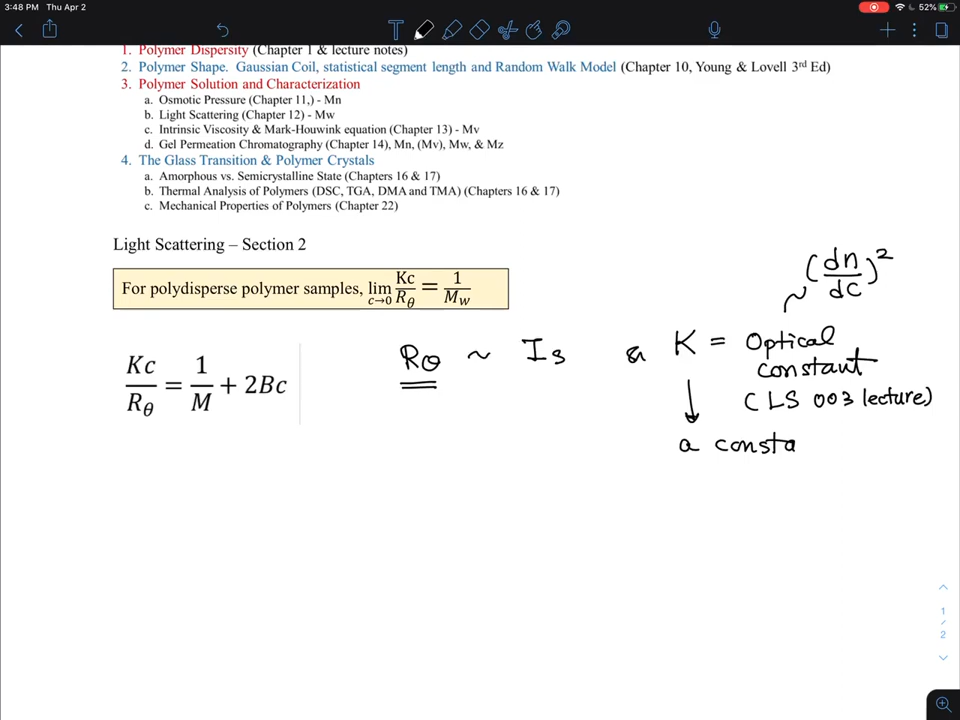 3:48 PM Thu Apr 2
52%
1. Polymer Dispersity (Chapter 1 & lecture notes)
2. Polymer Shape. Gaussian Coil, statistical segment length and Random Walk Model (Chapter 10, Young & Lovell 3rd Ed)
3. Polymer Solution and Characterization
a. Osmotic Pressure (Chapter 11,) - Mn
b. Light Scattering (Chapter 12) - Mw
c. Intrinsic Viscosity & Mark-Houwink equation (Chapter 13) - Mv
d. Gel Permeation Chromatography (Chapter 14), Mn, (Mv), Mw, & Mz
4. The Glass Transition & Polymer Crystals
a. Amorphous vs. Semicrystalline State (Chapters 16 & 17)
b. Thermal Analysis of Polymers (DSC, TGA, DMA and TMA) (Chapters 16 & 17)
c. Mechanical Properties of Polymers (Chapter 22)
Light Scattering – Section 2
For polydisperse polymer samples, lim c→0 Kc/Rθ = 1/Mw
~ (dn/dc)²
Kc/Rθ = 1/M + 2Bc
Rθ ~ Is & K = Optical
constant
(LS 003 lecture)
↓
a consta
1
/
2